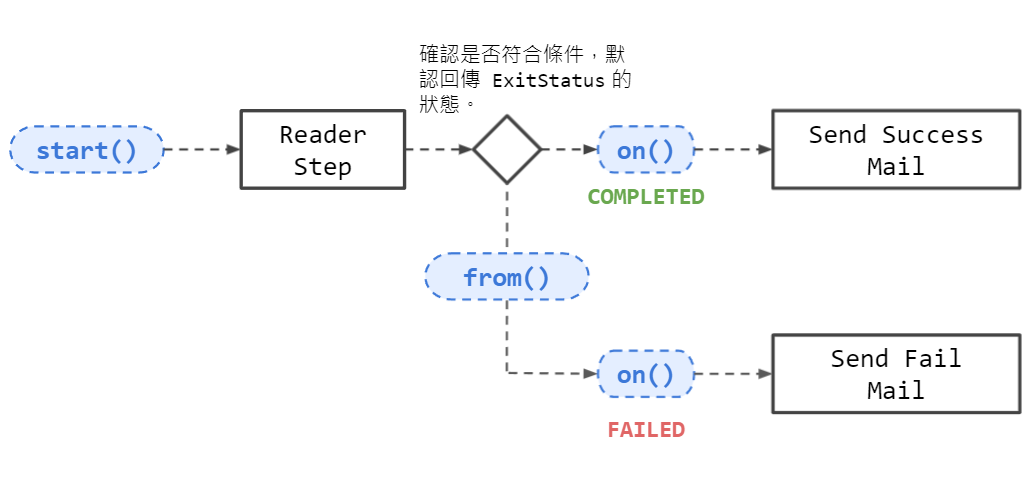 確認是否符合條件，默
認回傳 ExitStatus 的
狀態。
start()
Reader
Step
on()
COMPLETED
Send Success
Mail
from()
on()
FAILED
Send Fail
Mail